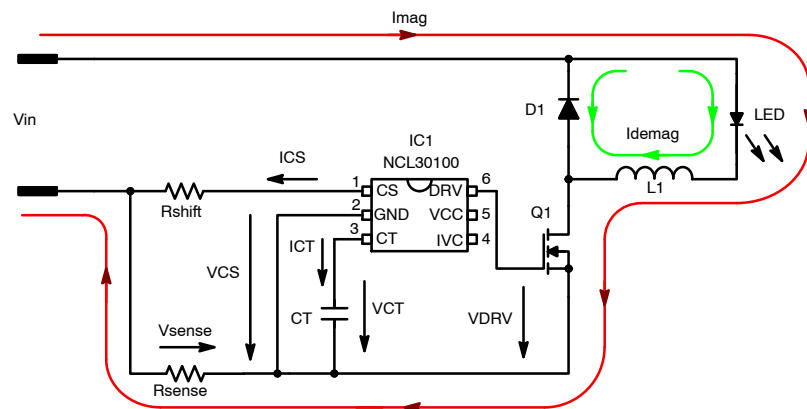 Imag
Vin
D1
LED
Idemag
IC1
NCL30100
ICS
1
CS
DRV
6
L1
Rshift
2
GND
VCC
5
Q1
3
CT
IVC
4
ICT
VCS
CT
VCT
VDRV
Vsense
Rsense